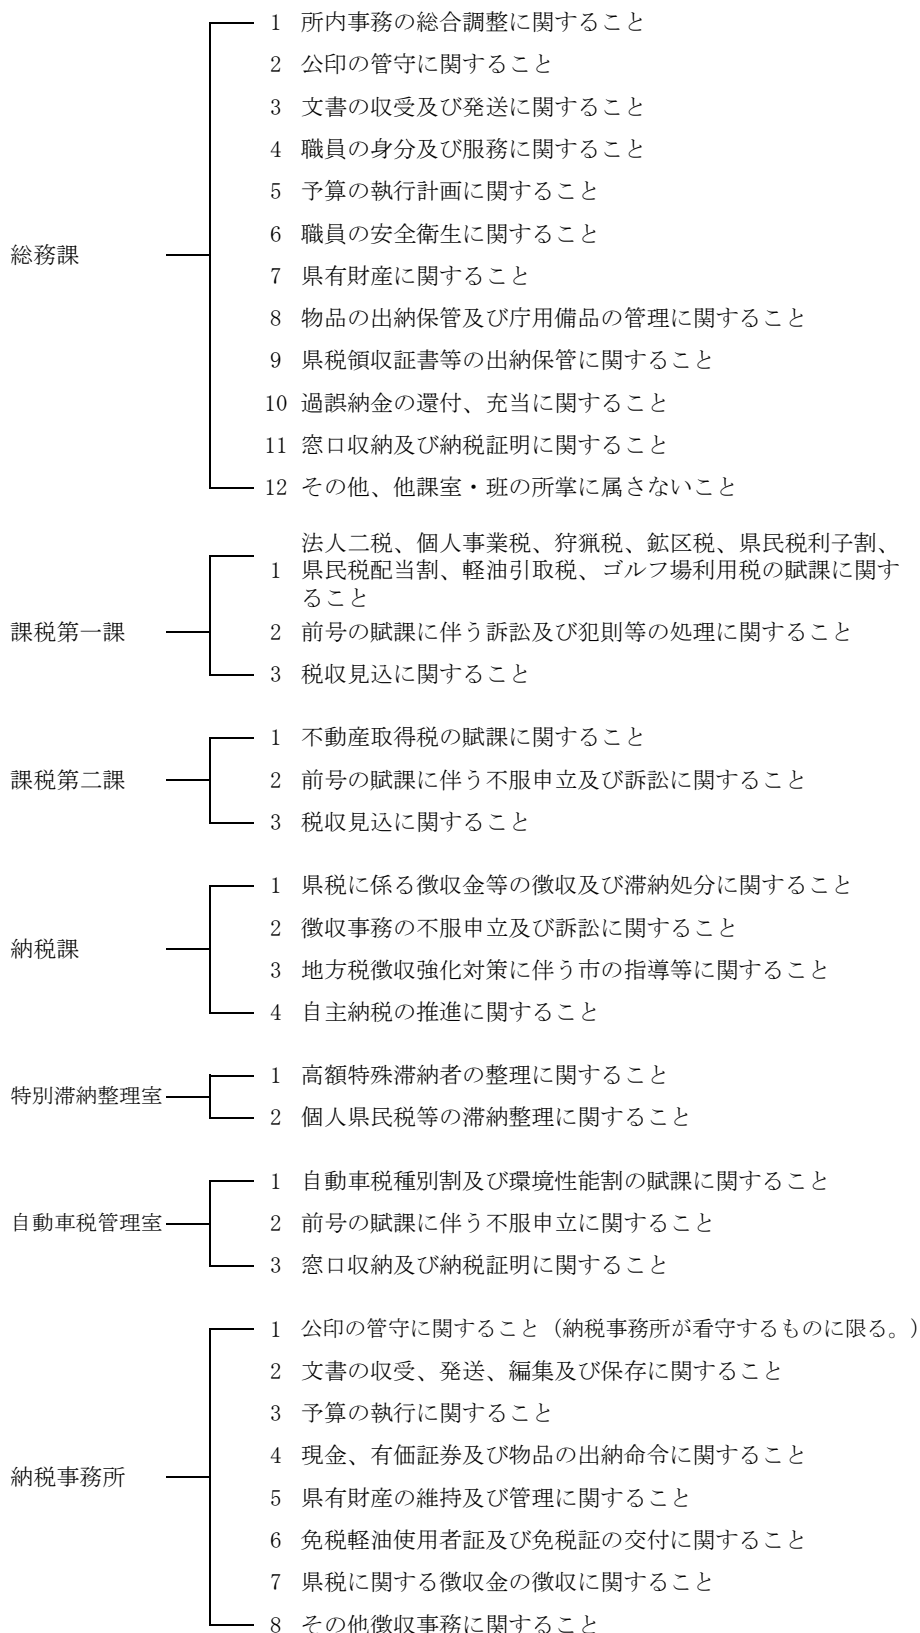 総務課
1 所内事務の総合調整に関すること
2 公印の管守に関すること
3 文書の収受及び発送に関すること
4 職員の身分及び服務に関すること
5 予算の執行計画に関すること
6 職員の安全衛生に関すること
7 県有財産に関すること
8 物品の出納保管及び庁用備品の管理に関すること
9 県税領収証書等の出納保管に関すること
10 過誤納金の還付、充当に関すること
11 窓口収納及び納税証明に関すること
12 その他、他課室・班の所掌に属さないこと
課税第一課
法人二税、個人事業税、狩猟税、鉱区税、県民税利子割、
1 県民税配当割、軽油引取税、ゴルフ場利用税の賦課に関す
ること
2 前号の賦課に伴う訴訟及び犯則等の処理に関すること
3 税収見込に関すること
課税第二課
1 不動産取得税の賦課に関すること
2 前号の賦課に伴う不服申立及び訴訟に関すること
3 税収見込に関すること
納税課
1 県税に係る徴収金等の徴収及び滞納処分に関すること
2 徴収事務の不服申立及び訴訟に関すること
3 地方税徴収強化対策に伴う市の指導等に関すること
4 自主納税の推進に関すること
特別滞納整理室
1 高額特殊滞納者の整理に関すること
2 個人県民税等の滞納整理に関すること
自動車税管理室
1 自動車税種別割及び環境性能割の賦課に関すること
2 前号の賦課に伴う不服申立に関すること
3 窓口収納及び納税証明に関すること
納税事務所
1 公印の管守に関すること（納税事務所が看守するものに限る。）
2 文書の収受、発送、編集及び保存に関すること
3 予算の執行に関すること
4 現金、有価証券及び物品の出納命令に関すること
5 県有財産の維持及び管理に関すること
6 免税軽油使用者証及び免税証の交付に関すること
7 県税に関する徴収金の徴収に関すること
8 その他徴収事務に関すること